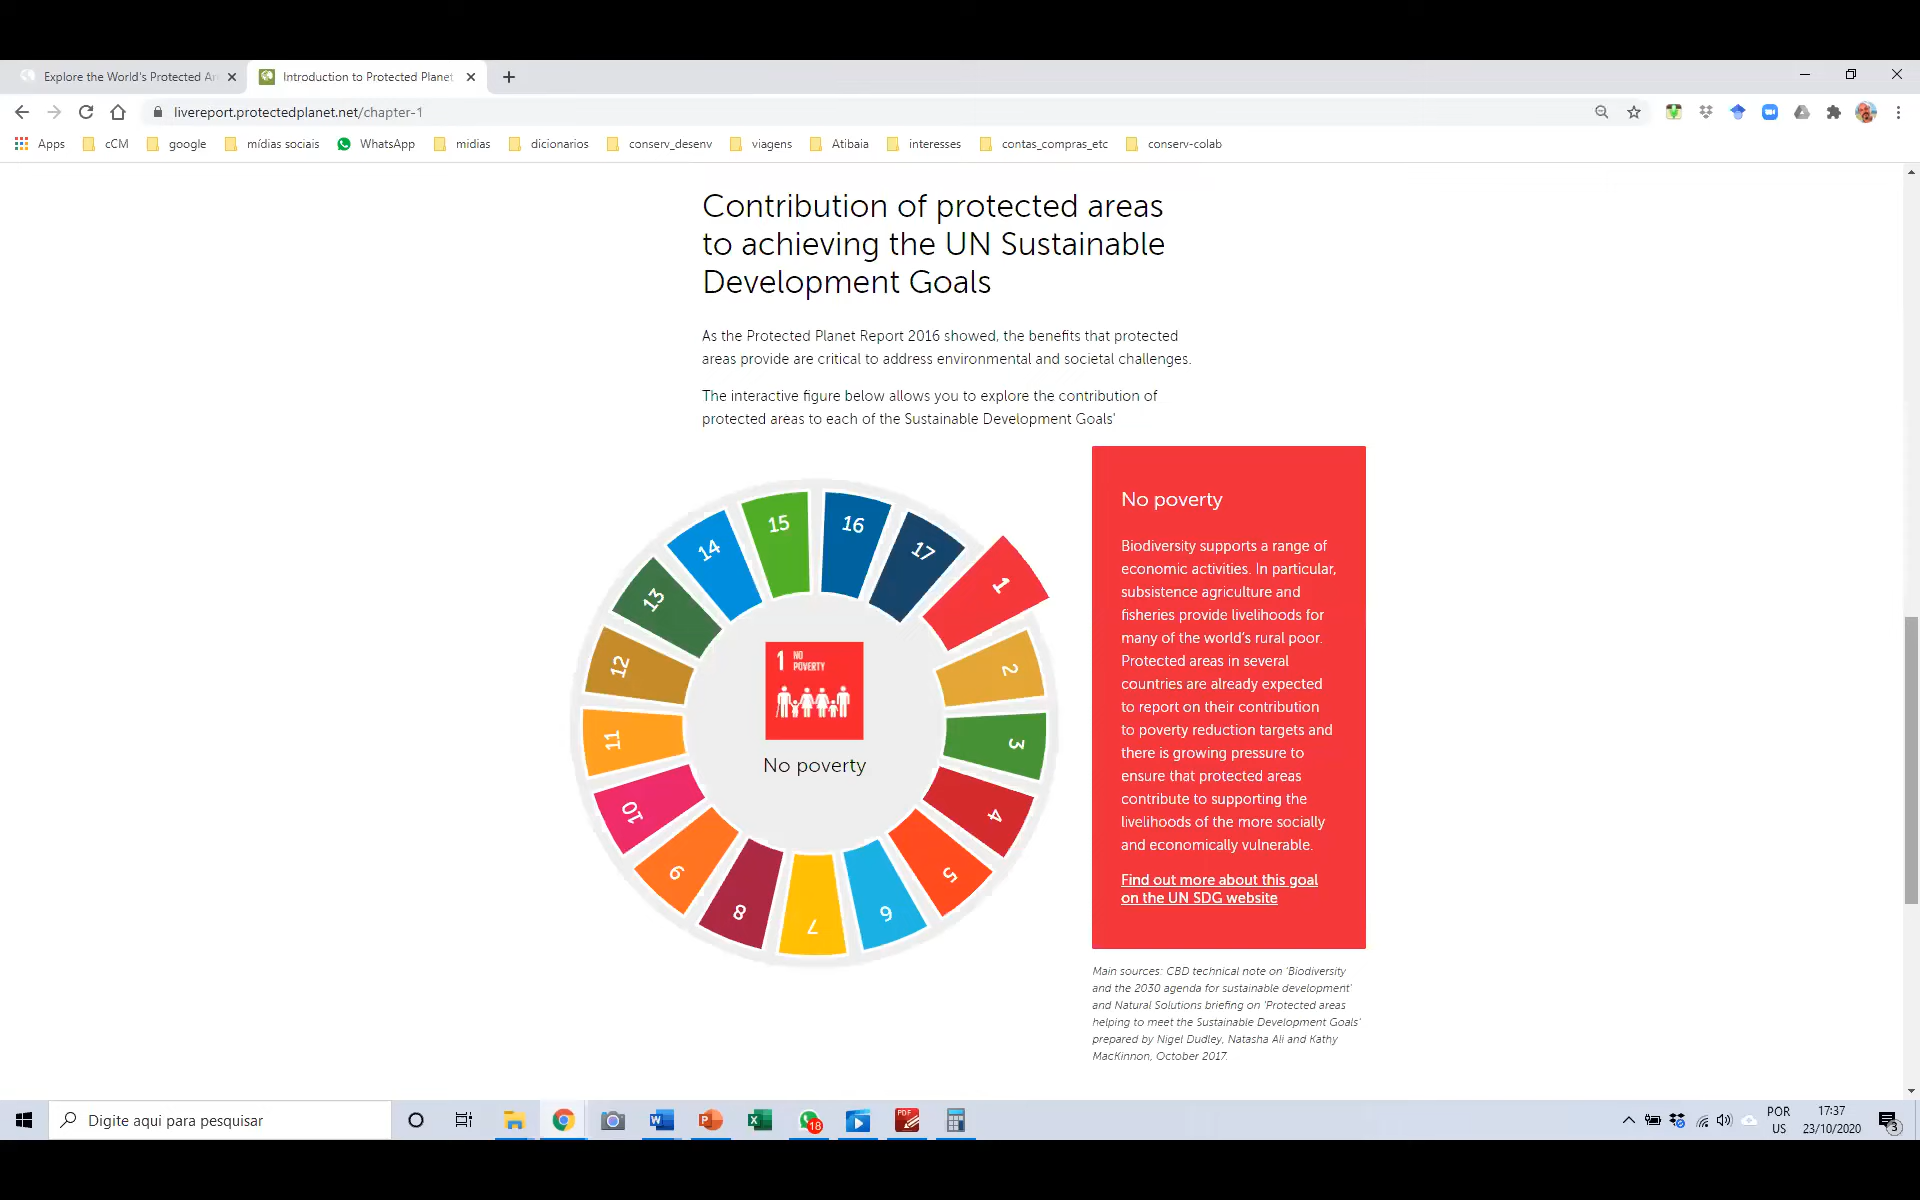 Explore the World's Protected Ar
Introduction to Protected Planet
livereport.protectedplanet.net/chapter-1
Apps cCM google mídias sociais WhatsApp midias dicionarios conserv_desenv viagens Atibaia interesses contas_compras_etc conserv-colab
Contribution of protected areas
to achieving the UN Sustainable
Development Goals
As the Protected Planet Report 2016 showed, the benefits that protected
areas provide are critical to address environmental and societal challenges.
The interactive figure below allows you to explore the contribution of
protected areas to each of the Sustainable Development Goals'
1
2
3
4
5
6
7
8
9
10
11
12
13
14
15
16
17
1 NO
POVERTY
No poverty
No poverty
Biodiversity supports a range of
economic activities. In particular,
subsistence agriculture and
fisheries provide livelihoods for
many of the world's rural poor.
Protected areas in several
countries are already expected
to report on their contribution
to poverty reduction targets and
there is growing pressure to
ensure that protected areas
contribute to supporting the
livelihoods of the more socially
and economically vulnerable.
Find out more about this goal
on the UN SDG website
Main sources: CBD technical note on 'Biodiversity
and the 2030 agenda for sustainable development'
and Natural Solutions briefing on 'Protected areas
helping to meet the Sustainable Development Goals'
prepared by Nigel Dudley, Natasha Ali and Kathy
MacKinnon, October 2017.
Digite aqui para pesquisar
W
P
X
18
PDF
POR
US
17:37
23/10/2020
3